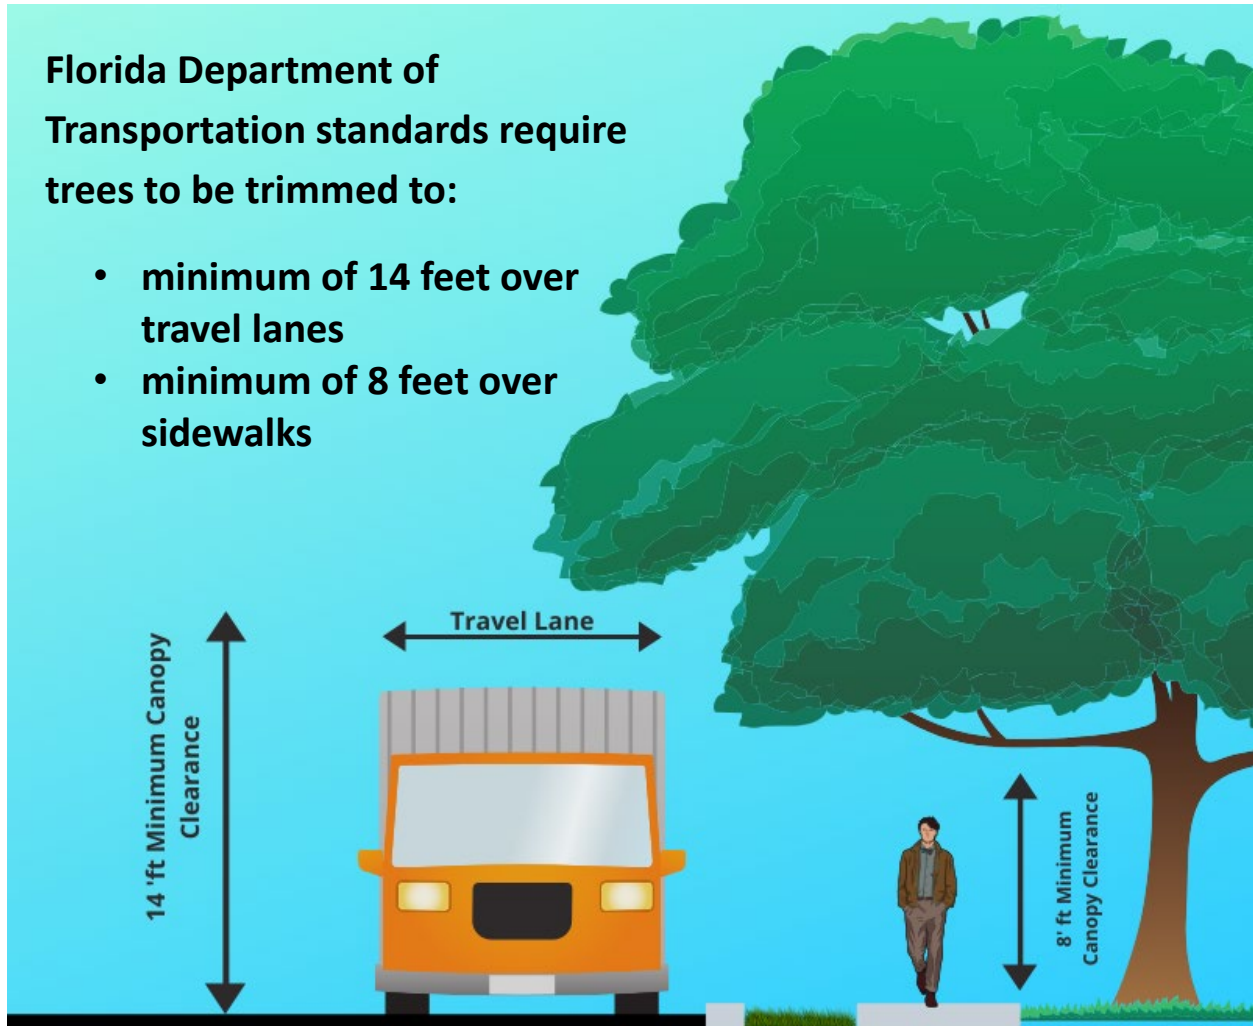 Florida Department of
Transportation standards require
trees to be trimmed to:
• minimum of 14 feet over
travel lanes
• minimum of 8 feet over
sidewalks
Travel Lane
14 'ft Minimum Canopy
Clearance
8' ft Minimum
Canopy Clearance